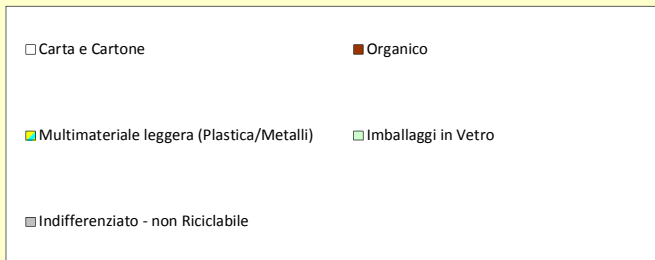 Carta e Cartone
Organico
Multimateriale leggera (Plastica/Metalli)
Imballaggi in Vetro
Indifferenziato - non Riciclabile